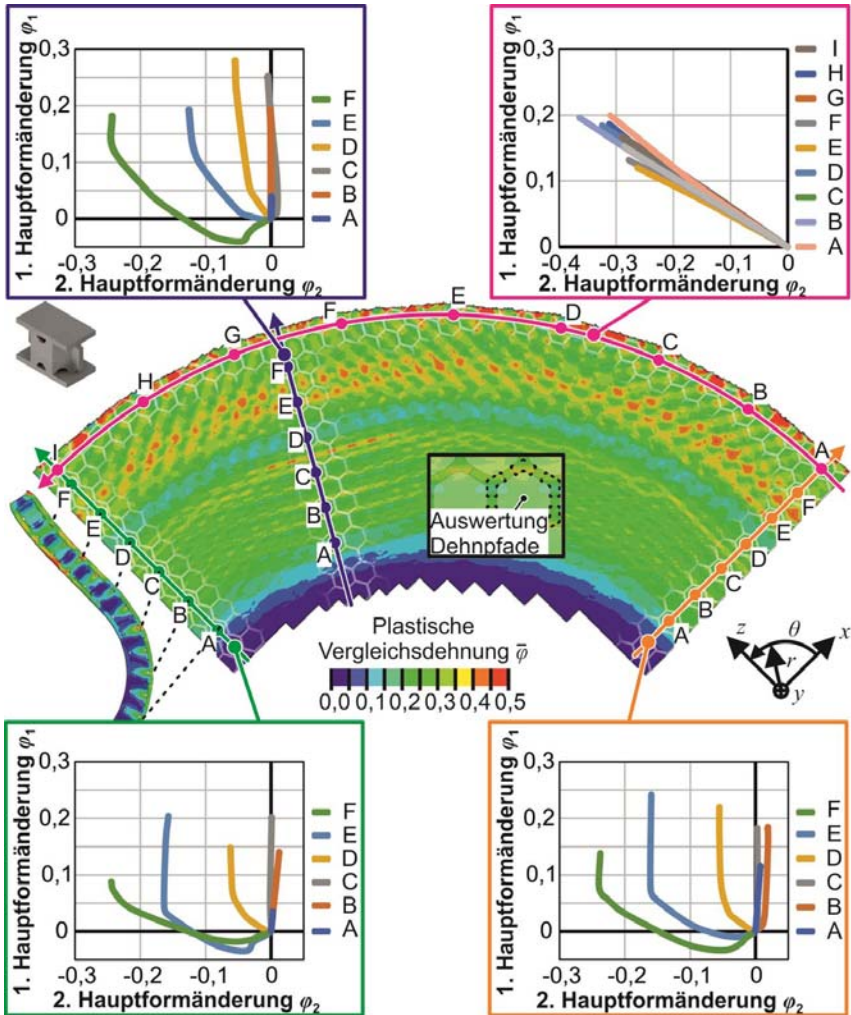 1. Hauptformänderung φ₁
0,3
0,2
0,1
0
-0,3 -0,2 -0,1 0
2. Hauptformänderung φ₂
F
E
D
C
B
A
1. Hauptformänderung φ₁
0,3
0,2
0,1
0
-0,4 -0,3 -0,2 -0,1 0
2. Hauptformänderung φ₂
I
H
G
F
E
D
C
B
A
I
H
G
F
E
D
C
B
A
F
E
D
C
B
A
F
E
D
C
B
A
F
E
D
C
B
A
Auswertung
Dehnpfade
Plastische
Vergleichsdehnung φ̄
0,0 0,1 0,2 0,3 0,4 0,5
z θ x
r
y
1. Hauptformänderung φ₁
0,3
0,2
0,1
0
-0,3 -0,2 -0,1 0
2. Hauptformänderung φ₂
F
E
D
C
B
A
1. Hauptformänderung φ₁
0,3
0,2
0,1
0
-0,3 -0,2 -0,1 0
2. Hauptformänderung φ₂
F
E
D
C
B
A